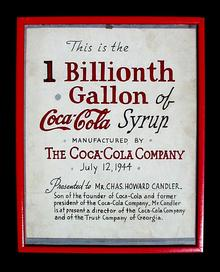 This is the
1 Billionth
Gallon of
Coca-Cola Syrup
MANUFACTURED BY
THE COCA-COLA COMPANY
July 12, 1944
Presented to MR. CHAS. HOWARD CANDLER..
Son of the founder of Coca-Cola and former
president of the Coca-Cola Company, Mr. Candler
is at present a director of the Coca-Cola Company
and of the Trust Company of Georgia.